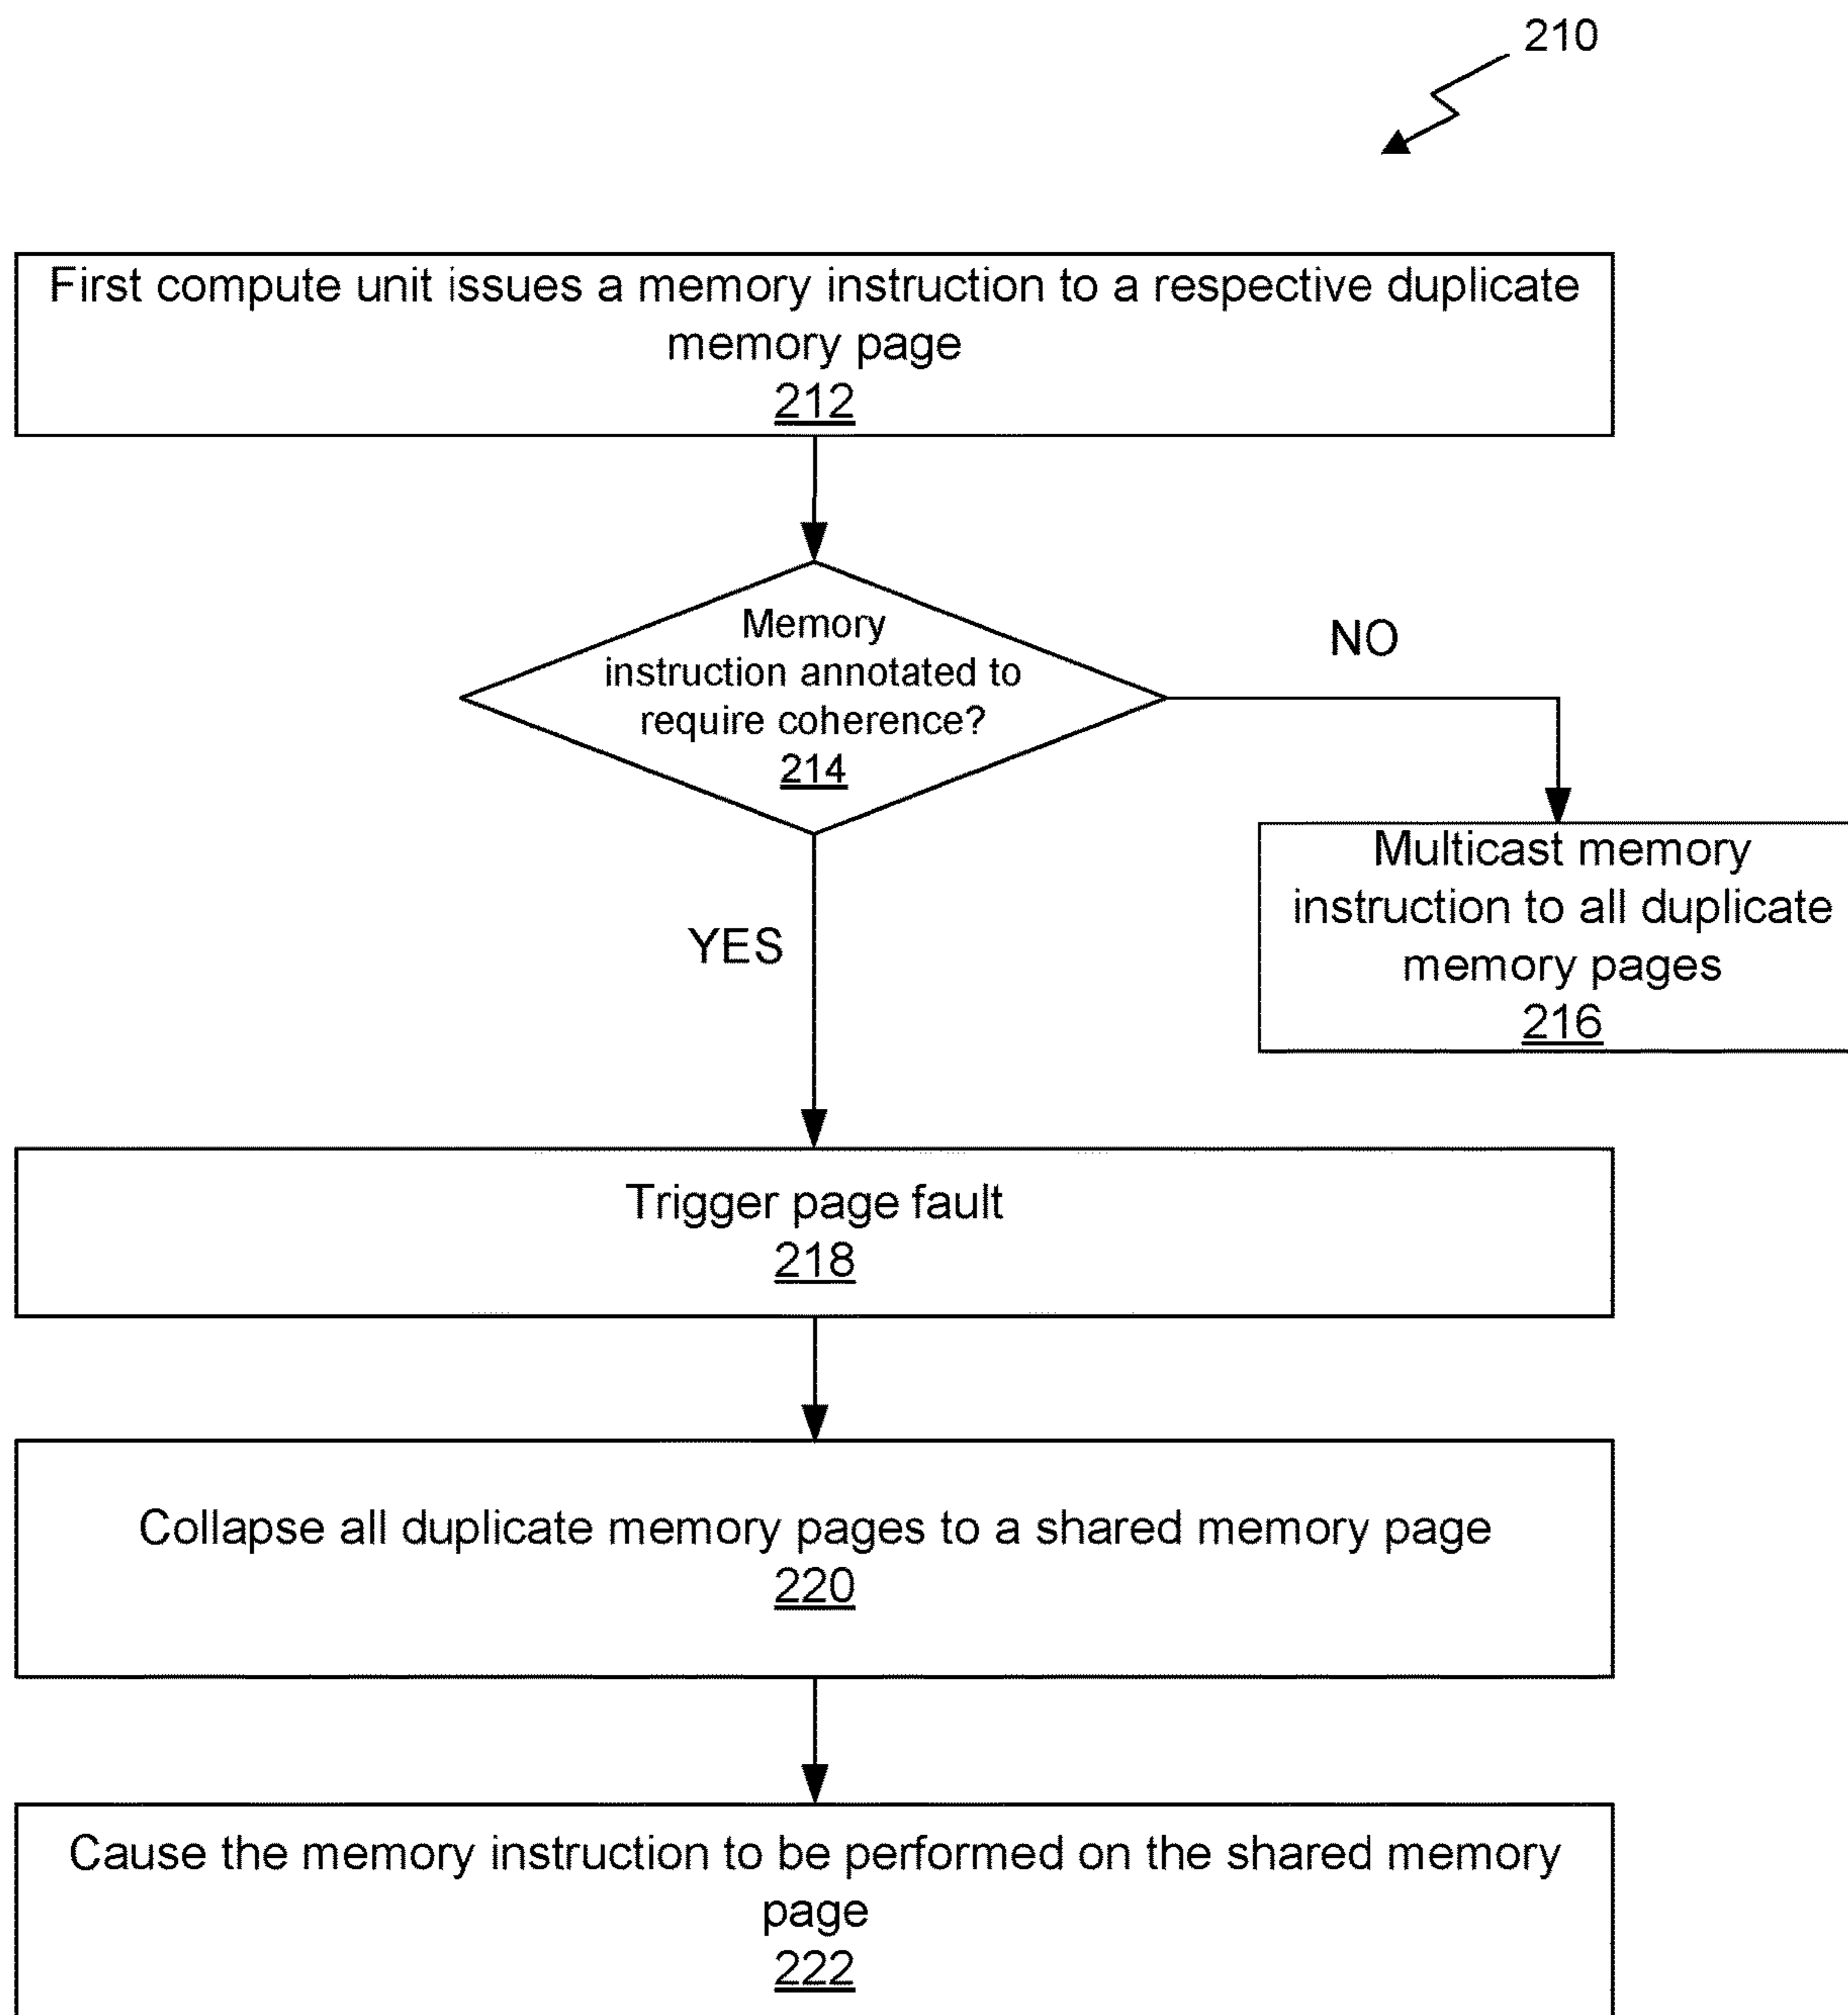 210
First compute unit issues a memory instruction to a respective duplicate
memory page
212
Memory
instruction annotated to
require coherence?
214
NO
Multicast memory
instruction to all duplicate
memory pages
216
YES
Trigger page fault
218
Collapse all duplicate memory pages to a shared memory page
220
Cause the memory instruction to be performed on the shared memory
page
222